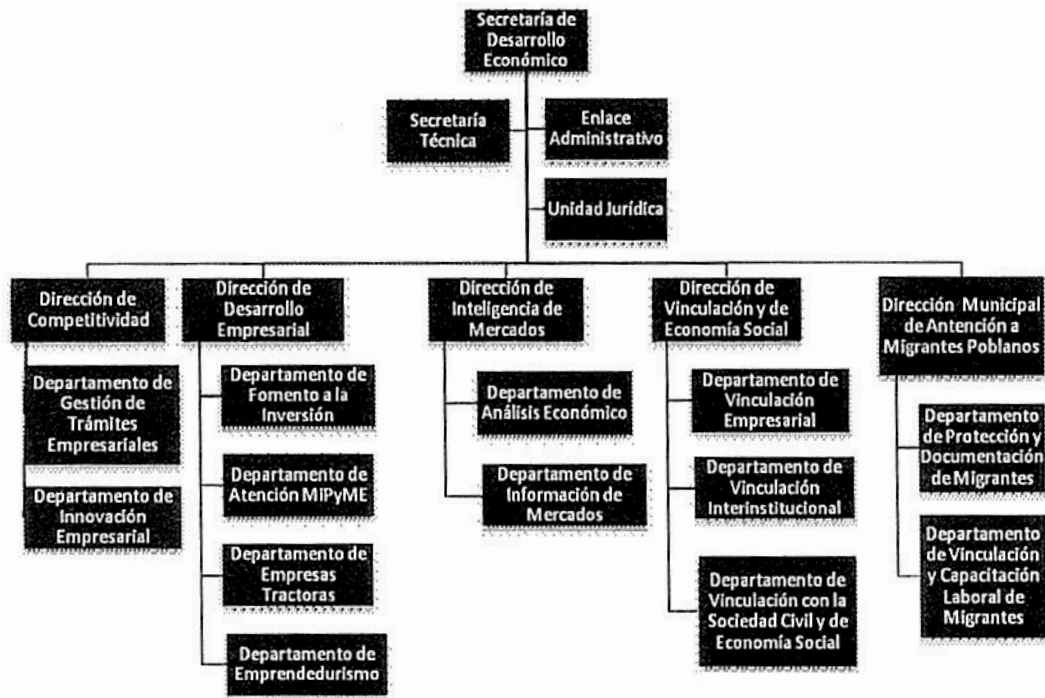 Secretaría de
Desarrollo
Económico
Secretaría
Técnica
Enlace
Administrativo
Unidad Jurídica
Dirección de
Competitividad
Departamento de
Gestión de
Trámites
Empresariales
Departamento de
Innovación
Empresarial
Dirección de
Desarrollo
Empresarial
Departamento de
Fomento a la
Inversión
Departamento de
Atención MIPyME
Departamento de
Empresas
Tractoras
Departamento de
Emprendedurismo
Dirección de
Inteligencia de
Mercados
Departamento de
Análisis Económico
Departamento de
Información de
Mercados
Dirección de
Vinculación y de
Economía Social
Departamento de
Vinculación
Empresarial
Departamento de
Vinculación
Interinstitucional
Departamento de
Vinculación con la
Sociedad Civil y de
Economía Social
Dirección Municipal
de Antención a
Migrantes Poblanos
Departamento
de Protección y
Documentación
de Migrantes
Departamento
de Vinculación
y Capacitación
Laboral de
Migrantes